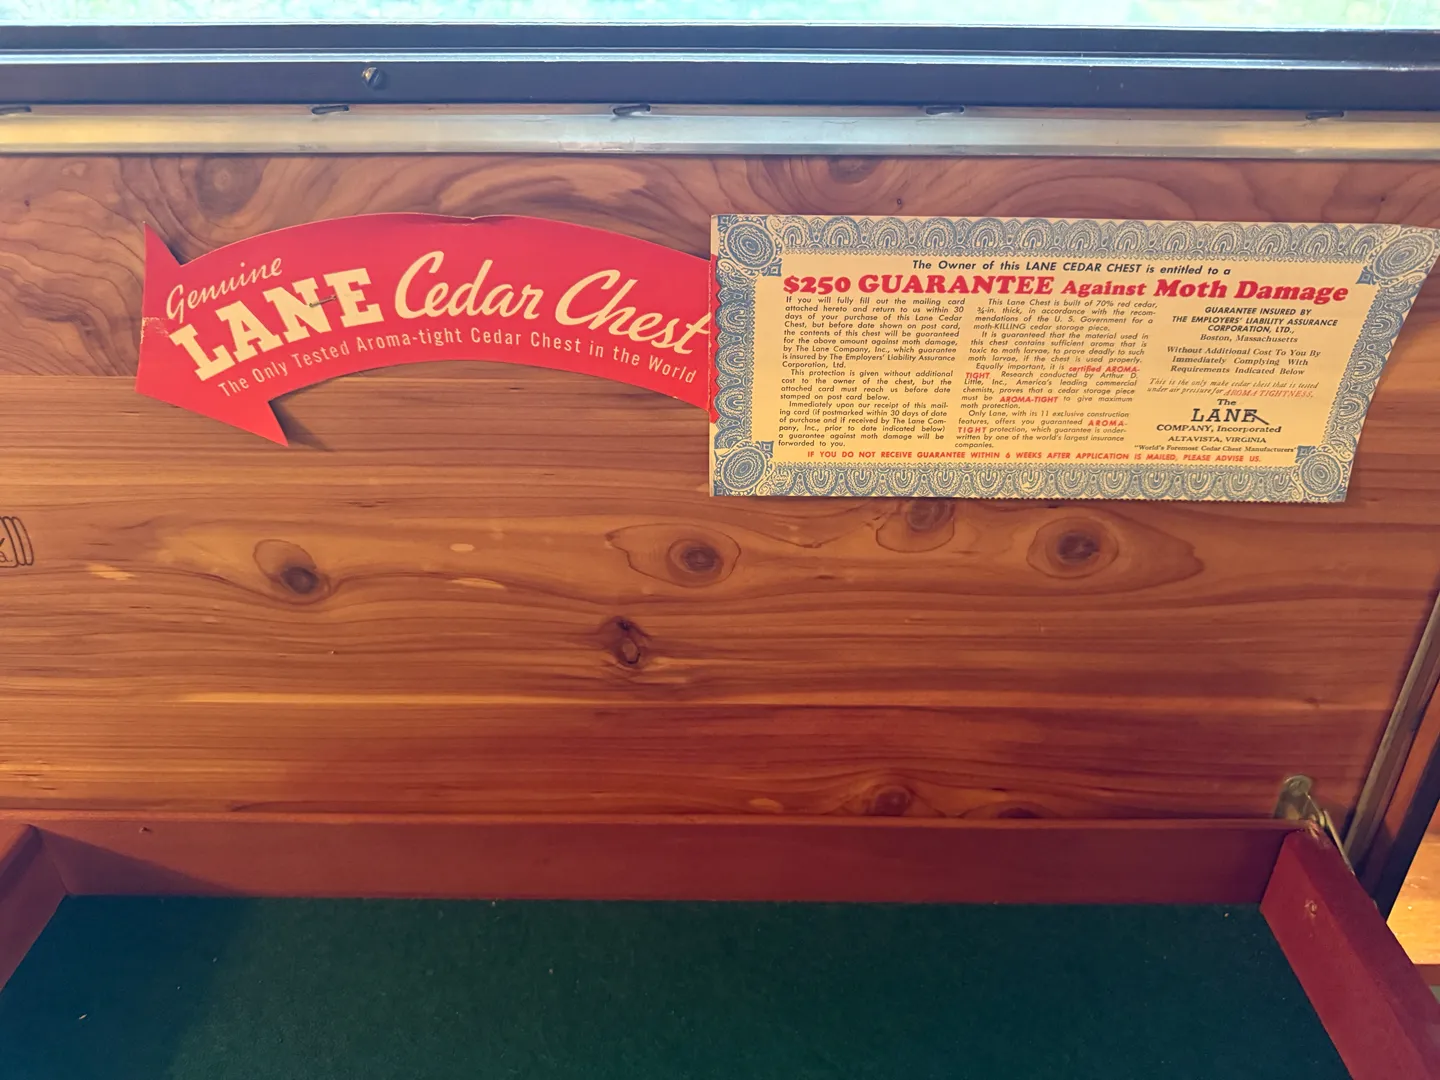 Genuine
LANE Cedar Chest
The Only Tested Aroma-tight Cedar Chest in the World
The Owner of this LANE CEDAR CHEST is entitled to a
$250 GUARANTEE Against Moth Damage
If you will fully fill out the mailing card
attached hereto and return to us within 30
days of your purchase of this Lane Cedar
Chest, but before date shown on post card,
the contents of this chest will be guaranteed
for the above amount against moth damage,
by The Lane Company, Inc., which guarantee
is insured by The Employers' Liability Assurance
Corporation, Ltd.
This protection is given without additional
cost to the owner of the chest, but the
attached card must reach us before date
stamped on post card below.
Immediately upon our receipt of this mail-
ing card (if postmarked within 30 days of date
of purchase and if received by The Lane Com-
pany, Inc., prior to date indicated below)
a guarantee against moth damage will be
forwarded to you.
This Lane Chest is built of 70% red cedar,
¾-in. thick, in accordance with the recom-
mendations of the U. S. Government for a
moth-KILLING cedar storage piece.
It is guaranteed that the material used in
this chest contains sufficient aroma that is
toxic to moth larvae, to prove deadly to such
moth larvae, if the chest is used properly.
Equally important, it is certified AROMA-
TIGHT. Research conducted by Arthur D.
Little, Inc., America's leading commercial
chemists, proves that a cedar storage piece
must be AROMA-TIGHT to give maximum
moth protection.
Only Lane, with its 11 exclusive construction
features, offers you guaranteed AROMA-
TIGHT protection, which guarantee is under-
written by one of the world's largest insurance
companies.
GUARANTEE INSURED BY
THE EMPLOYERS' LIABILITY ASSURANCE
CORPORATION, LTD.,
Boston, Massachusetts
Without Additional Cost To You By
Immediately Complying With
Requirements Indicated Below
This is the only make cedar chest that is tested
under air pressure for AROMA-TIGHTNESS.
The
LANE
COMPANY, Incorporated
ALTAVISTA, VIRGINIA
"World's Foremost Cedar Chest Manufacturers"
IF YOU DO NOT RECEIVE GUARANTEE WITHIN 6 WEEKS AFTER APPLICATION IS MAILED, PLEASE ADVISE US.